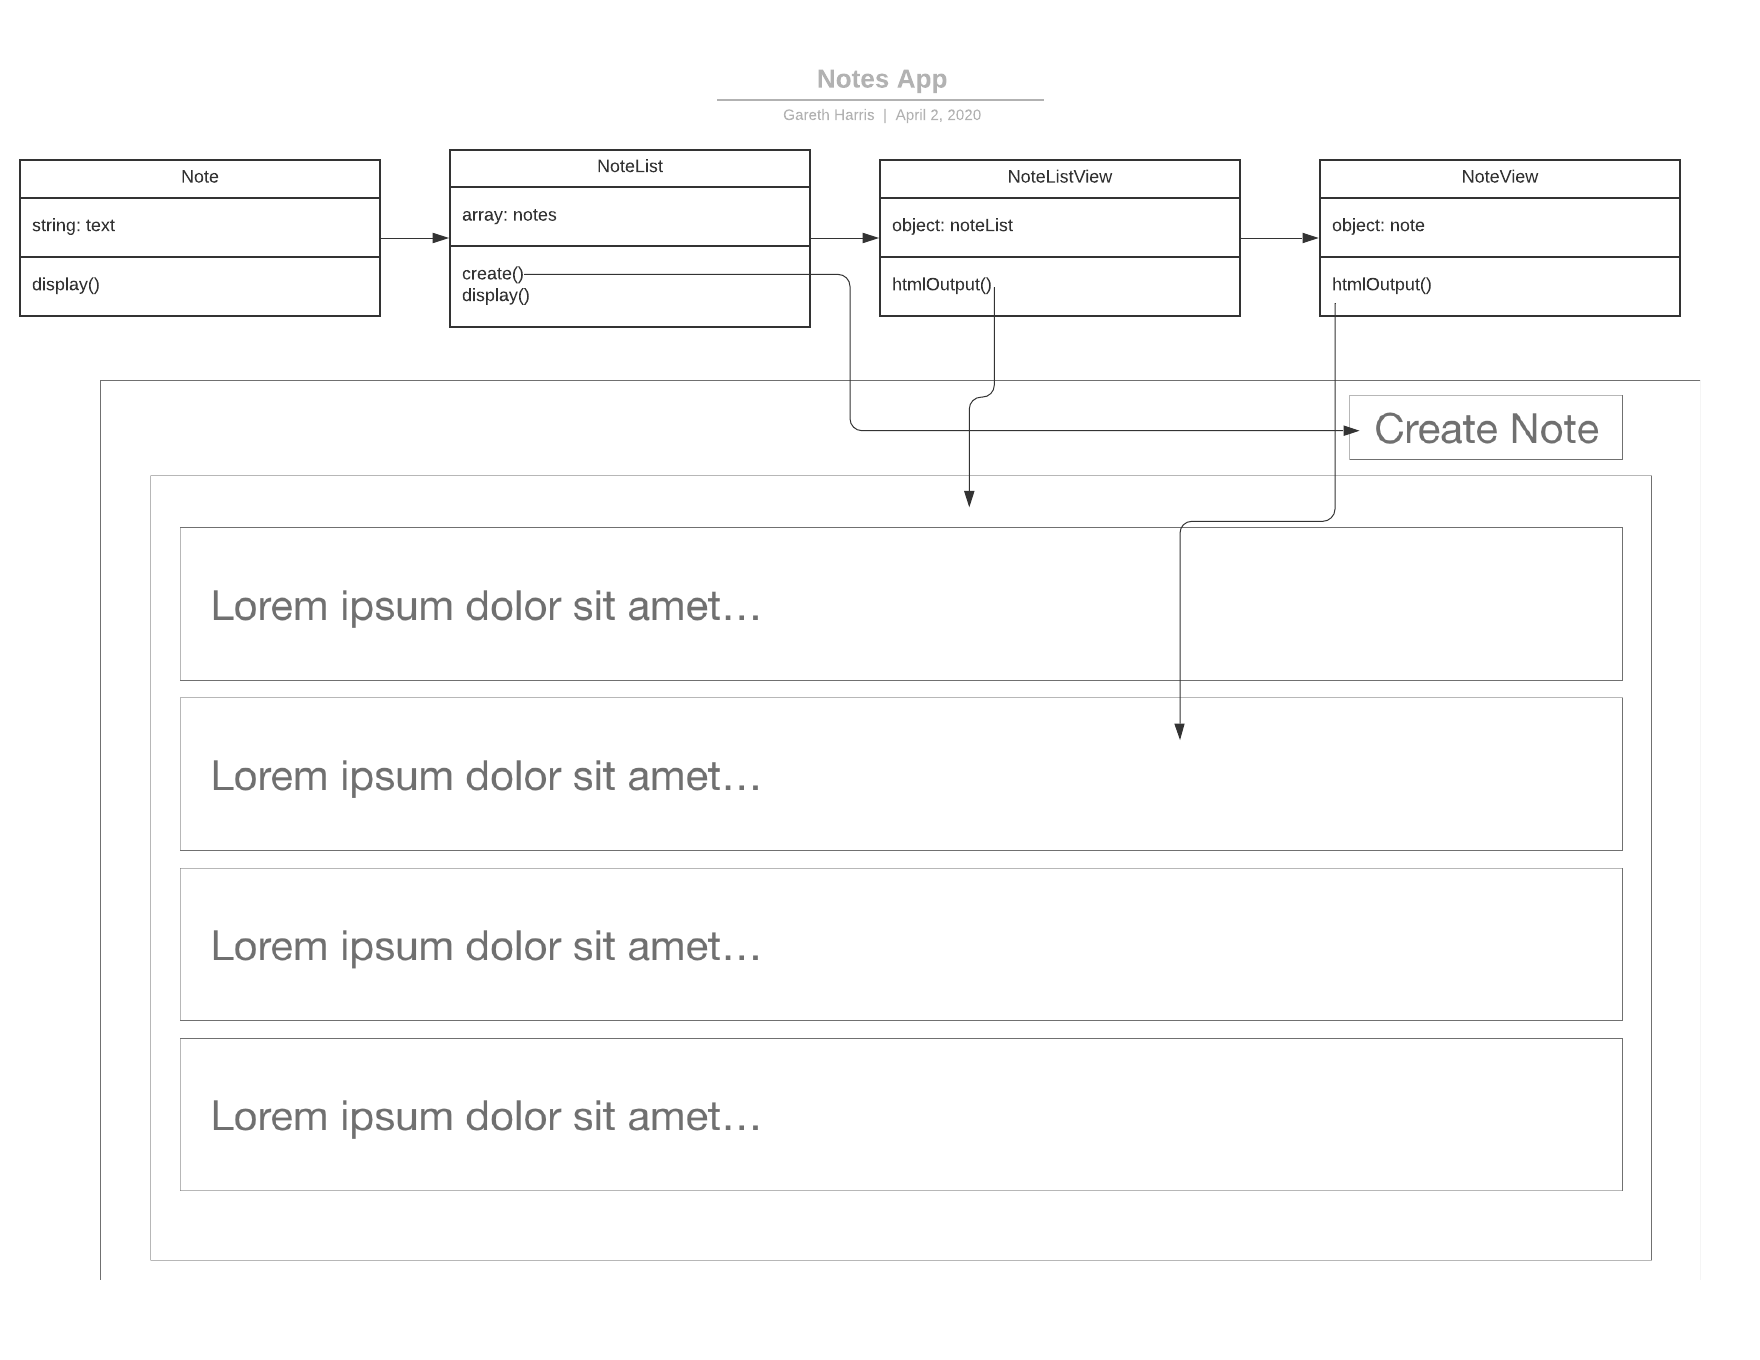 Notes App
Gareth Harris | April 2, 2020
Note
string: text
display()
NoteList
array: notes
create()
display()
NoteListView
object: noteList
htmlOutput()
NoteView
object: note
htmlOutput()
Create Note
Lorem ipsum dolor sit amet...
Lorem ipsum dolor sit amet...
Lorem ipsum dolor sit amet...
Lorem ipsum dolor sit amet...